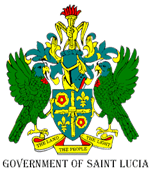 THE LAND
THE PEOPLE
THE LIGHT
GOVERNMENT OF SAINT LUCIA